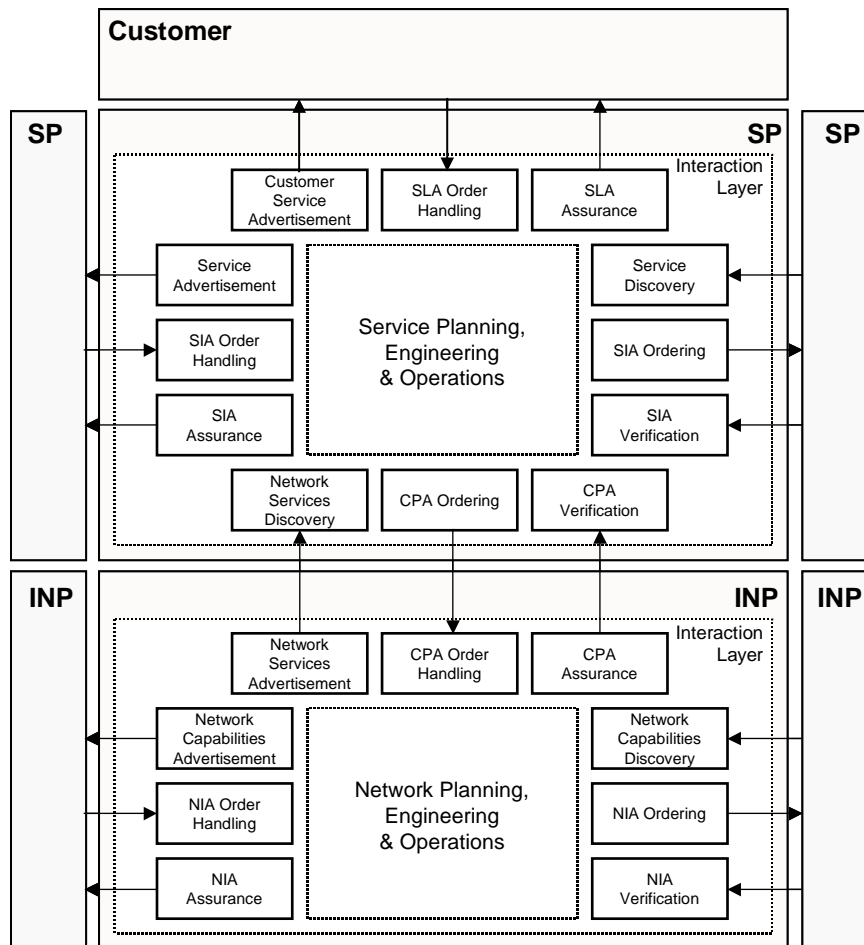 Customer
SP
SP
SP
Interaction
Layer
Customer
Service
Advertisement
SLA Order
Handling
SLA
Assurance
Service
Advertisement
Service
Discovery
Service Planning,
Engineering
& Operations
SIA Order
Handling
SIA Ordering
SIA
Assurance
SIA
Verification
Network
Services
Discovery
CPA Ordering
CPA
Verification
INP
INP
INP
Interaction
Layer
Network
Services
Advertisement
CPA Order
Handling
CPA
Assurance
Network
Capabilities
Advertisement
Network
Capabilities
Discovery
Network Planning,
Engineering
& Operations
NIA Order
Handling
NIA Ordering
NIA
Assurance
NIA
Verification